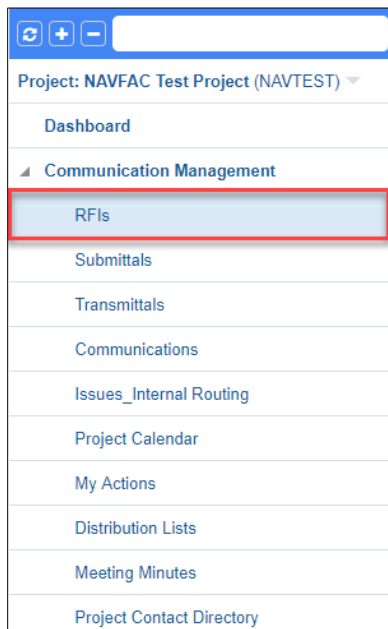 Project: NAVFAC Test Project (NAVTEST)
Dashboard
Communication Management
RFIs
Submittals
Transmittals
Communications
Issues_Internal Routing
Project Calendar
My Actions
Distribution Lists
Meeting Minutes
Project Contact Directory